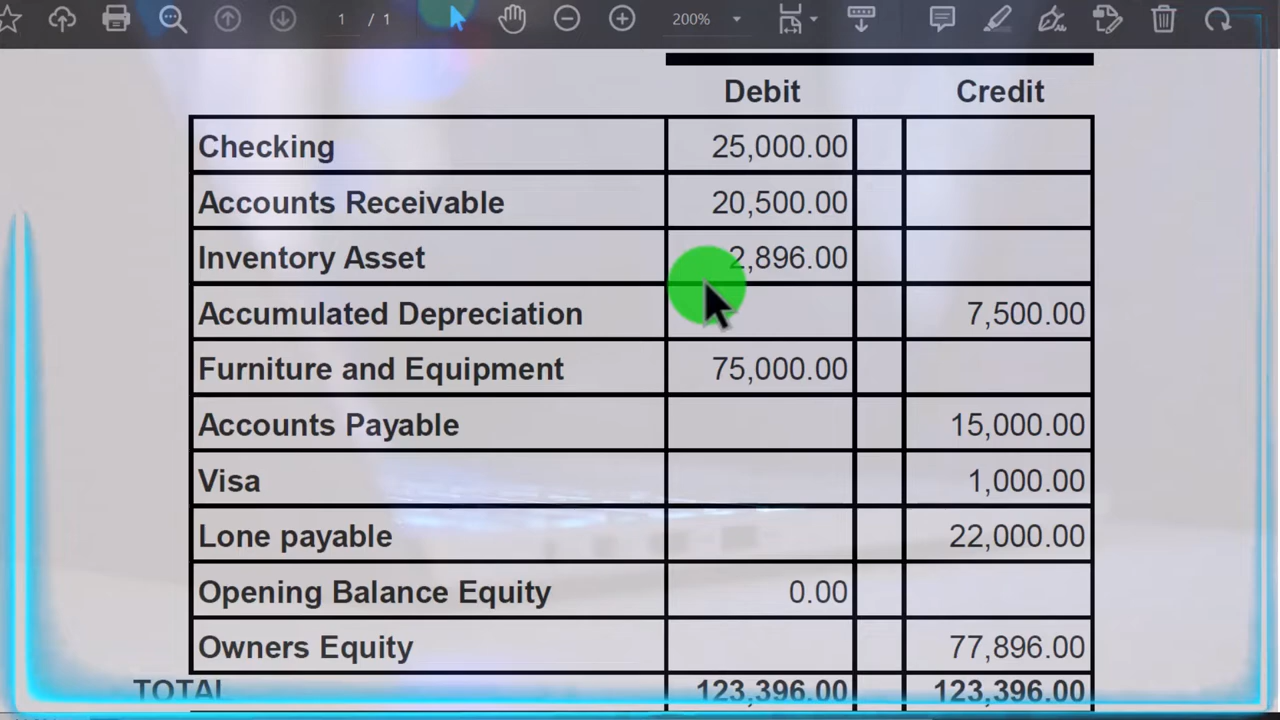 1 / 1 200%
Debit Credit
Checking 25,000.00
Accounts Receivable 20,500.00
Inventory Asset 2,896.00
Accumulated Depreciation 7,500.00
Furniture and Equipment 75,000.00
Accounts Payable 15,000.00
Visa 1,000.00
Lone payable 22,000.00
Opening Balance Equity 0.00
Owners Equity 77,896.00
TOTAL 123,396.00 123,396.00